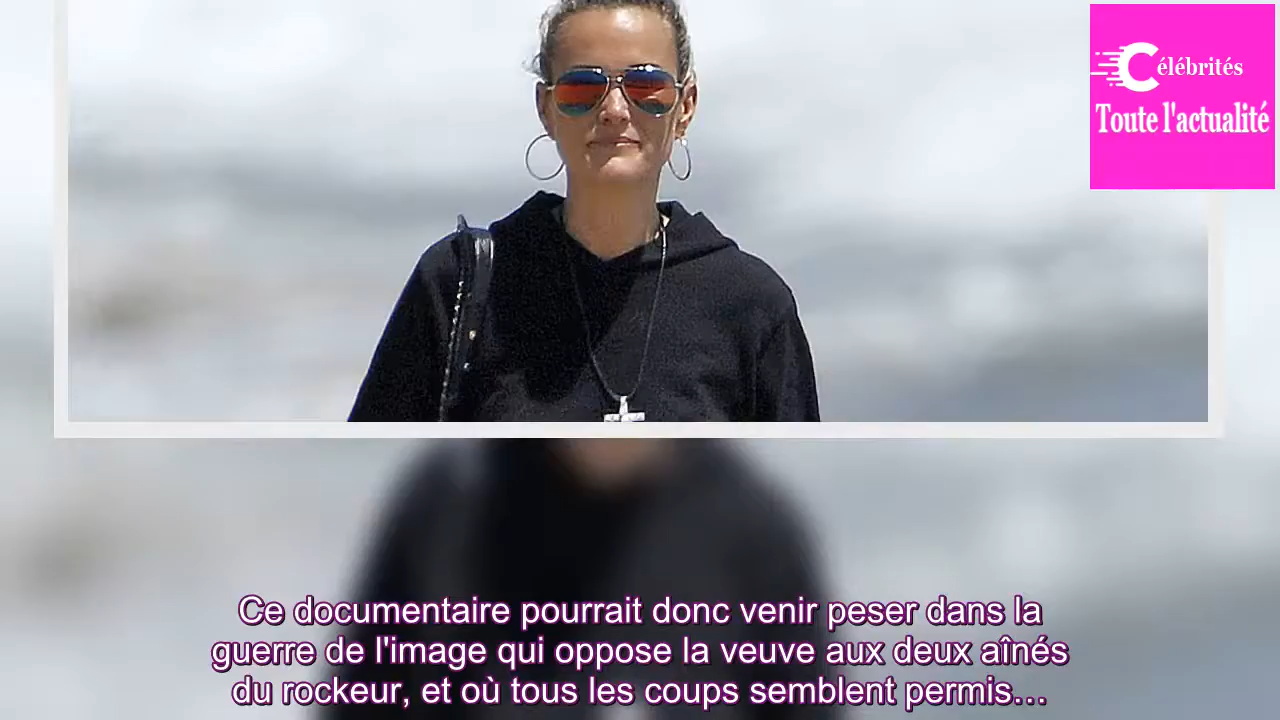 Célébrités
Toute l'actualité
Ce documentaire pourrait donc venir peser dans la
guerre de l'image qui oppose la veuve aux deux aînés
du rockeur, et où tous les coups semblent permis...